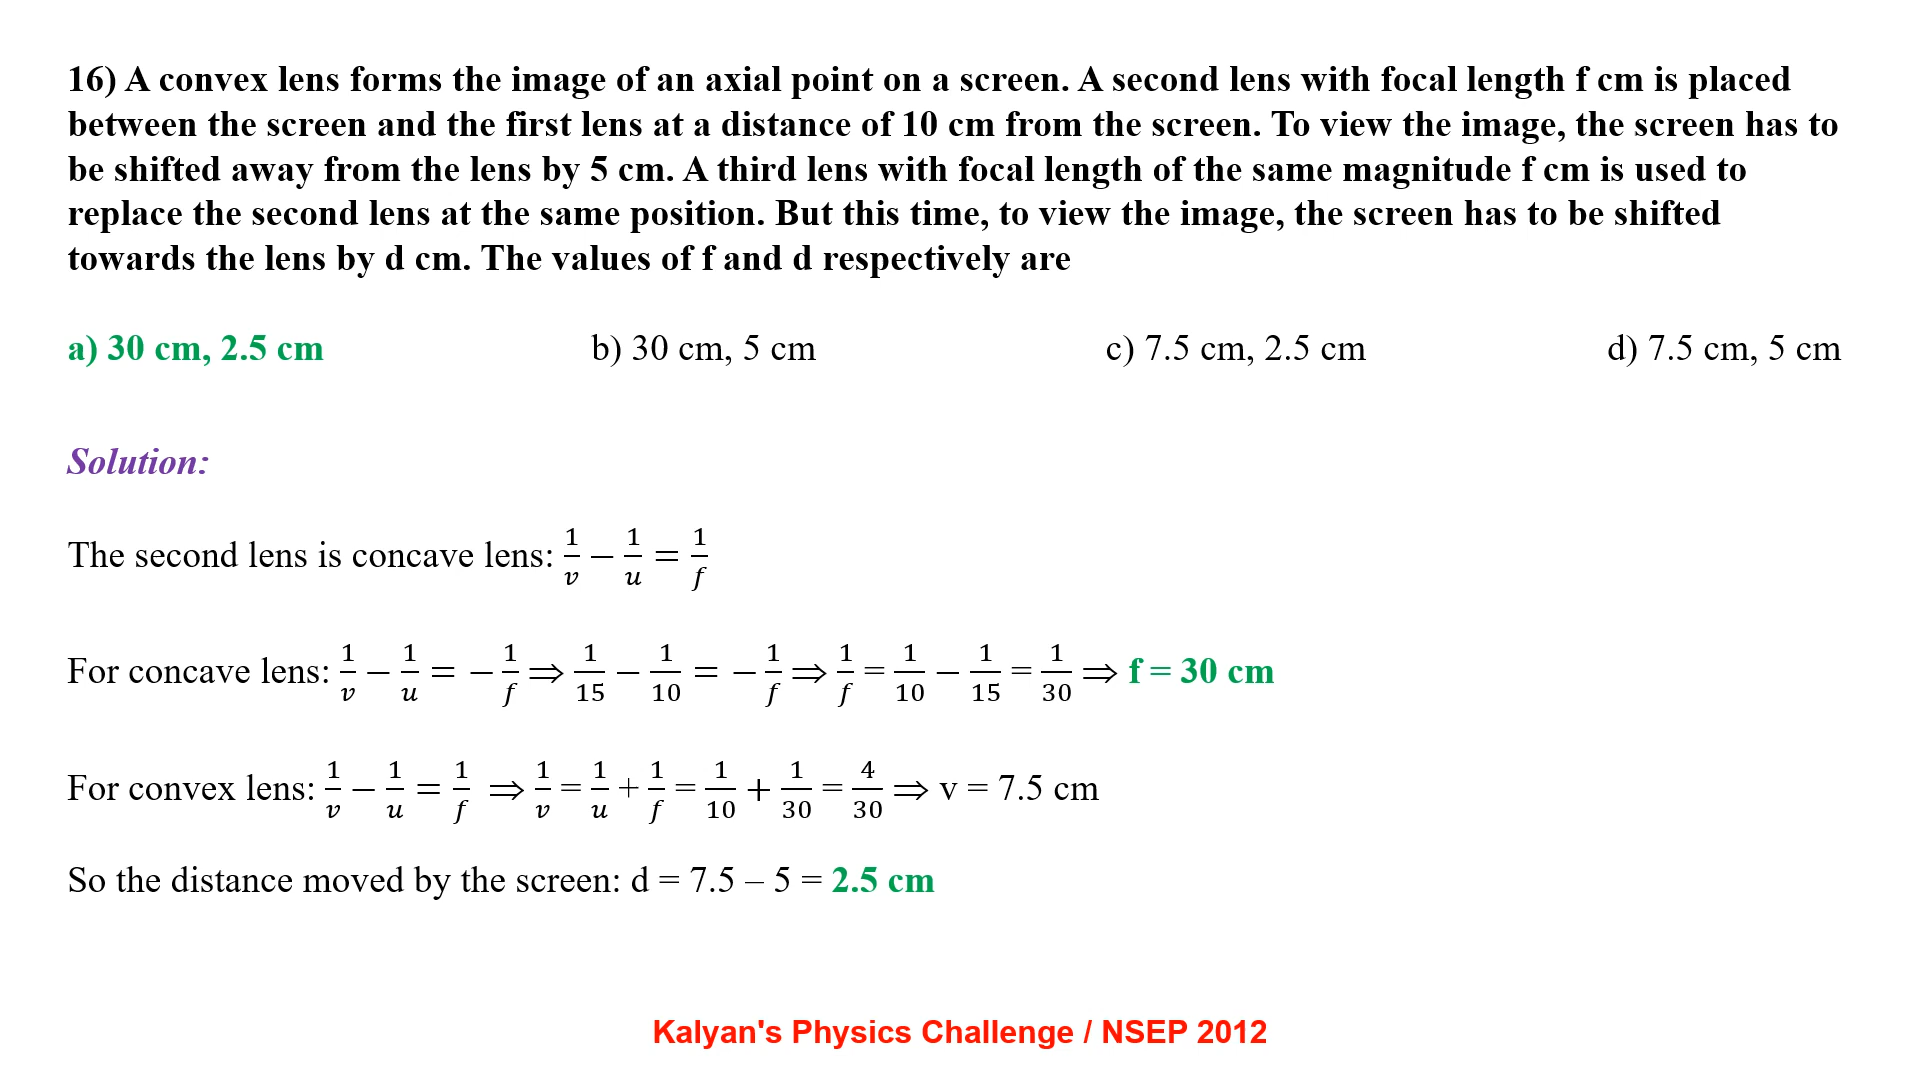 16) A convex lens forms the image of an axial point on a screen. A second lens with focal length f cm is placed
between the screen and the first lens at a distance of 10 cm from the screen. To view the image, the screen has to
be shifted away from the lens by 5 cm. A third lens with focal length of the same magnitude f cm is used to
replace the second lens at the same position. But this time, to view the image, the screen has to be shifted
towards the lens by d cm. The values of f and d respectively are
a) 30 cm, 2.5 cm b) 30 cm, 5 cm c) 7.5 cm, 2.5 cm d) 7.5 cm, 5 cm
Solution:
The second lens is concave lens: 1/v − 1/u = 1/f
For concave lens: 1/v − 1/u = − 1/f ⇒ 1/15 − 1/10 = − 1/f ⇒ 1/f = 1/10 − 1/15 = 1/30 ⇒ f = 30 cm
For convex lens: 1/v − 1/u = 1/f ⇒ 1/v = 1/u + 1/f = 1/10 + 1/30 = 4/30 ⇒ v = 7.5 cm
So the distance moved by the screen: d = 7.5 – 5 = 2.5 cm
Kalyan's Physics Challenge / NSEP 2012